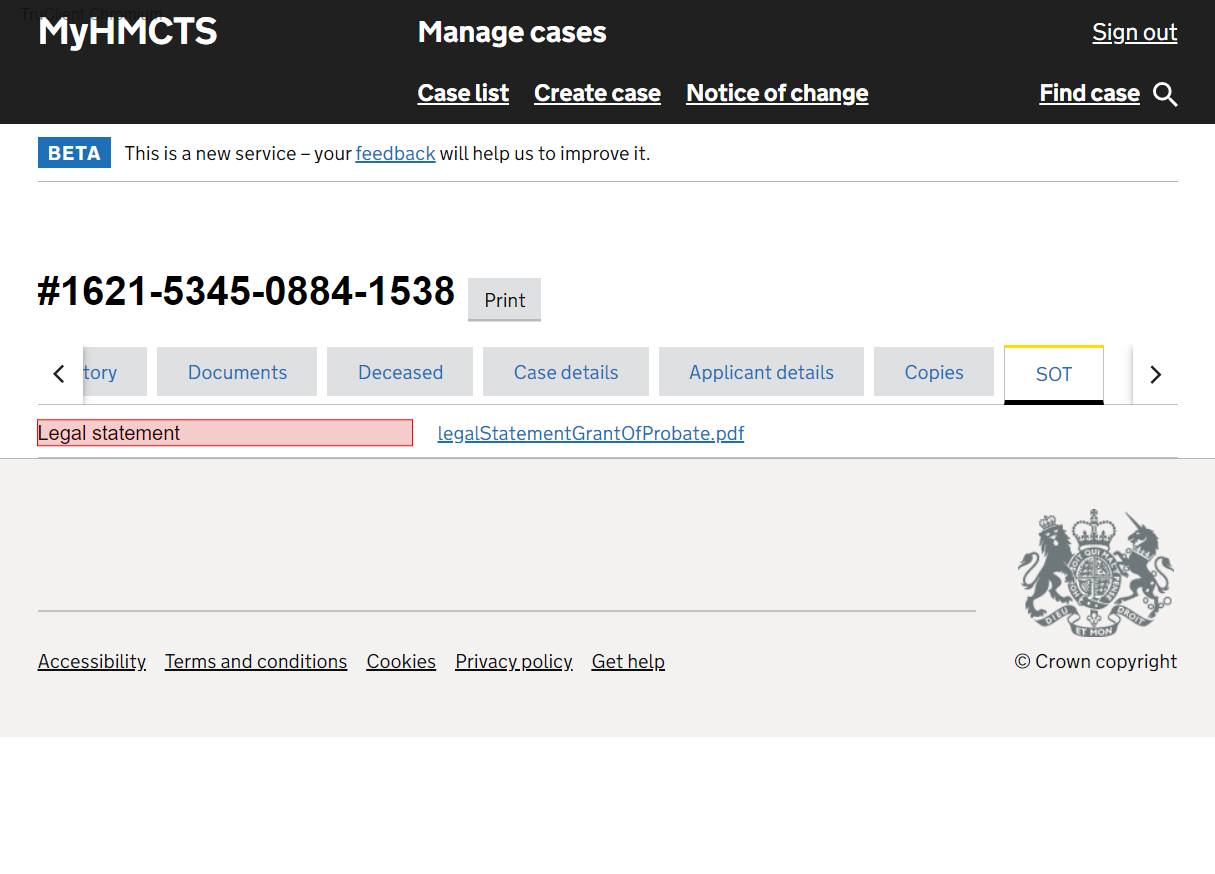 TruClient Chromium
MyHMCTS
Manage cases
Sign out
Case list Create case Notice of change Find case
BETA This is a new service – your feedback will help us to improve it.
#1621-5345-0884-1538 Print
tory Documents Deceased Case details Applicant details Copies SOT
Legal statement legalStatementGrantOfProbate.pdf
DIEU ET MON DROIT
Accessibility Terms and conditions Cookies Privacy policy Get help © Crown copyright